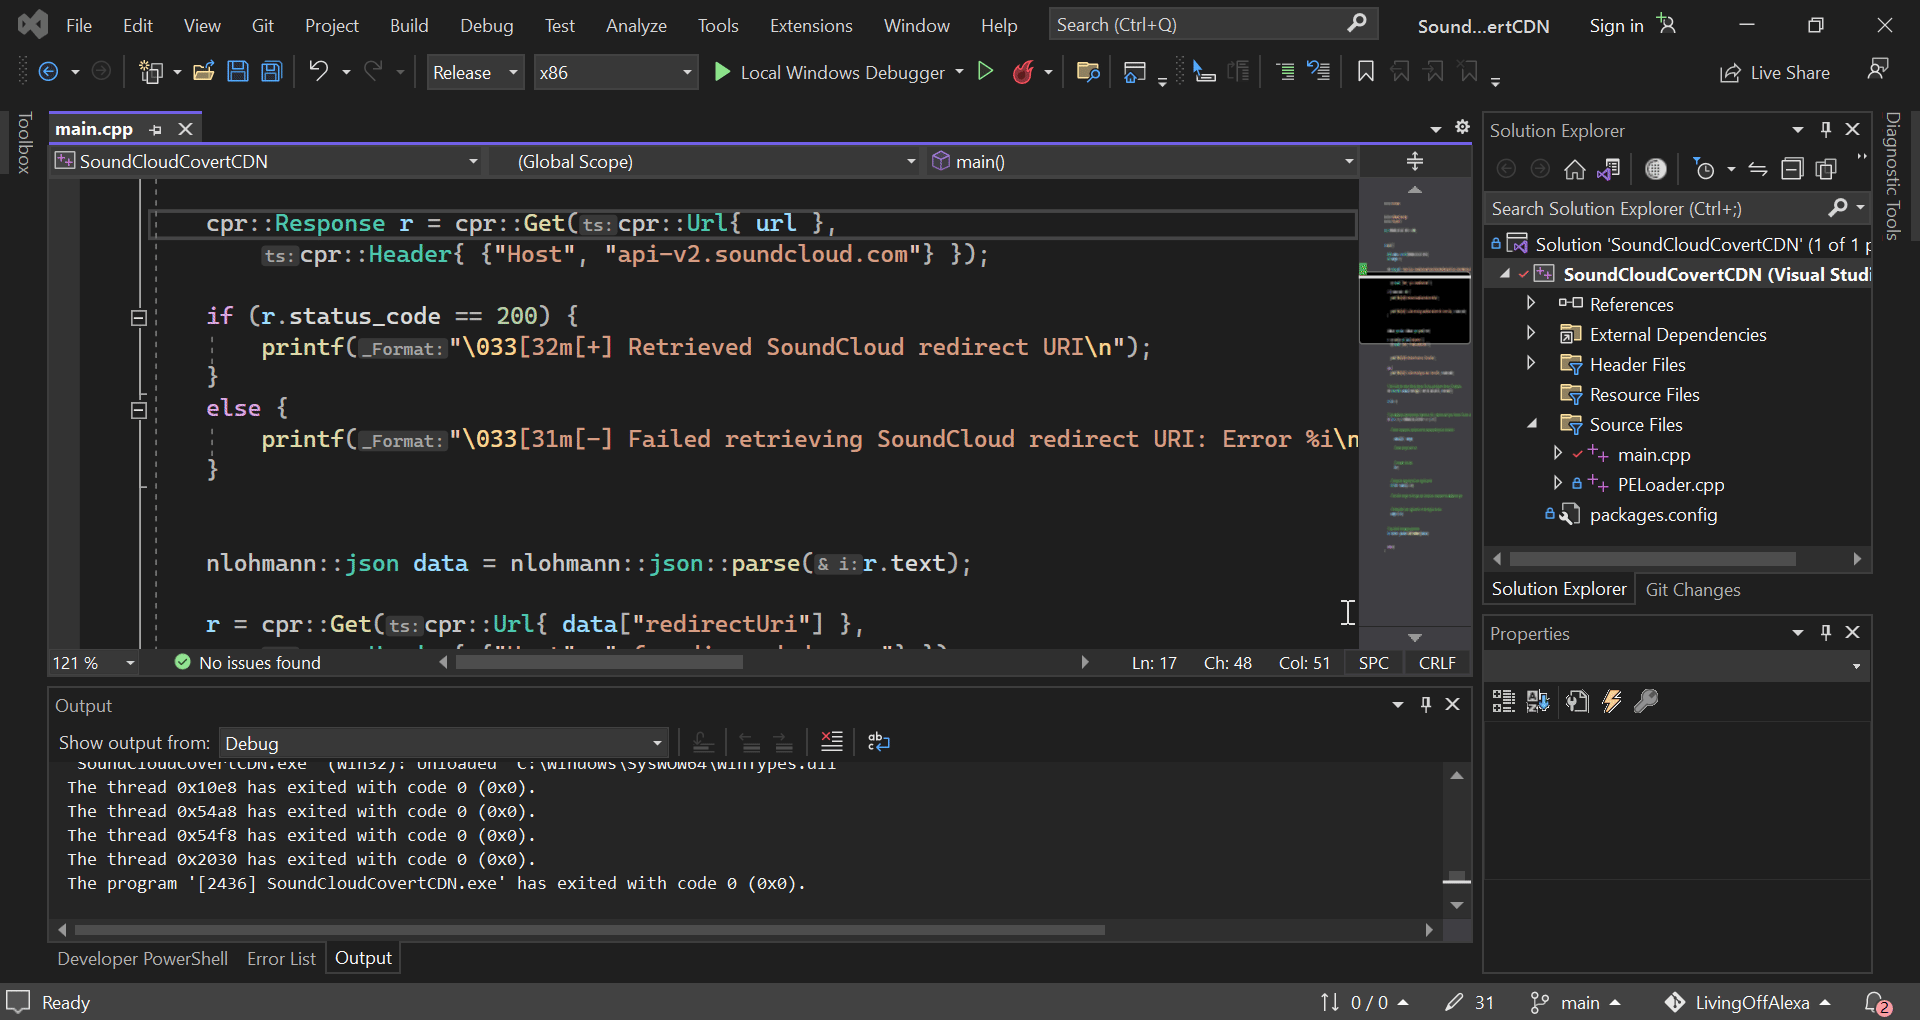 File Edit View Git Project Build Debug Test Analyze Tools Extensions Window Help Search (Ctrl+Q) Sound...ertCDN Sign in
Release x86 Local Windows Debugger Live Share
Toolbox
main.cpp
SoundCloudCovertCDN (Global Scope) main()
cpr::Response r = cpr::Get(ts:cpr::Url{ url },
ts:cpr::Header{ {"Host", "api-v2.soundcloud.com"} });
if (r.status_code == 200) {
printf(_Format:"\033[32m[+] Retrieved SoundCloud redirect URI\n");
}
else {
printf(_Format:"\033[31m[-] Failed retrieving SoundCloud redirect URI: Error %i\n
}
nlohmann::json data = nlohmann::json::parse(& i:r.text);
r = cpr::Get(ts:cpr::Url{ data["redirectUri"] },
121 % No issues found Ln: 17 Ch: 48 Col: 51 SPC CRLF
Output
Show output from: Debug
'SoundCloudCovertCDN.exe' (Win32): Unloaded 'C:\Windows\SysWOW64\WinTypes.dll'
The thread 0x10e8 has exited with code 0 (0x0).
The thread 0x54a8 has exited with code 0 (0x0).
The thread 0x54f8 has exited with code 0 (0x0).
The thread 0x2030 has exited with code 0 (0x0).
The program '[2436] SoundCloudCovertCDN.exe' has exited with code 0 (0x0).
Developer PowerShell Error List Output
Solution Explorer
Search Solution Explorer (Ctrl+;)
Solution 'SoundCloudCovertCDN' (1 of 1 p
SoundCloudCovertCDN (Visual Studi
References
External Dependencies
Header Files
Resource Files
Source Files
main.cpp
PELoader.cpp
packages.config
Solution Explorer Git Changes
Properties
Diagnostic Tools
Ready 0 / 0 31 main LivingOffAlexa 2